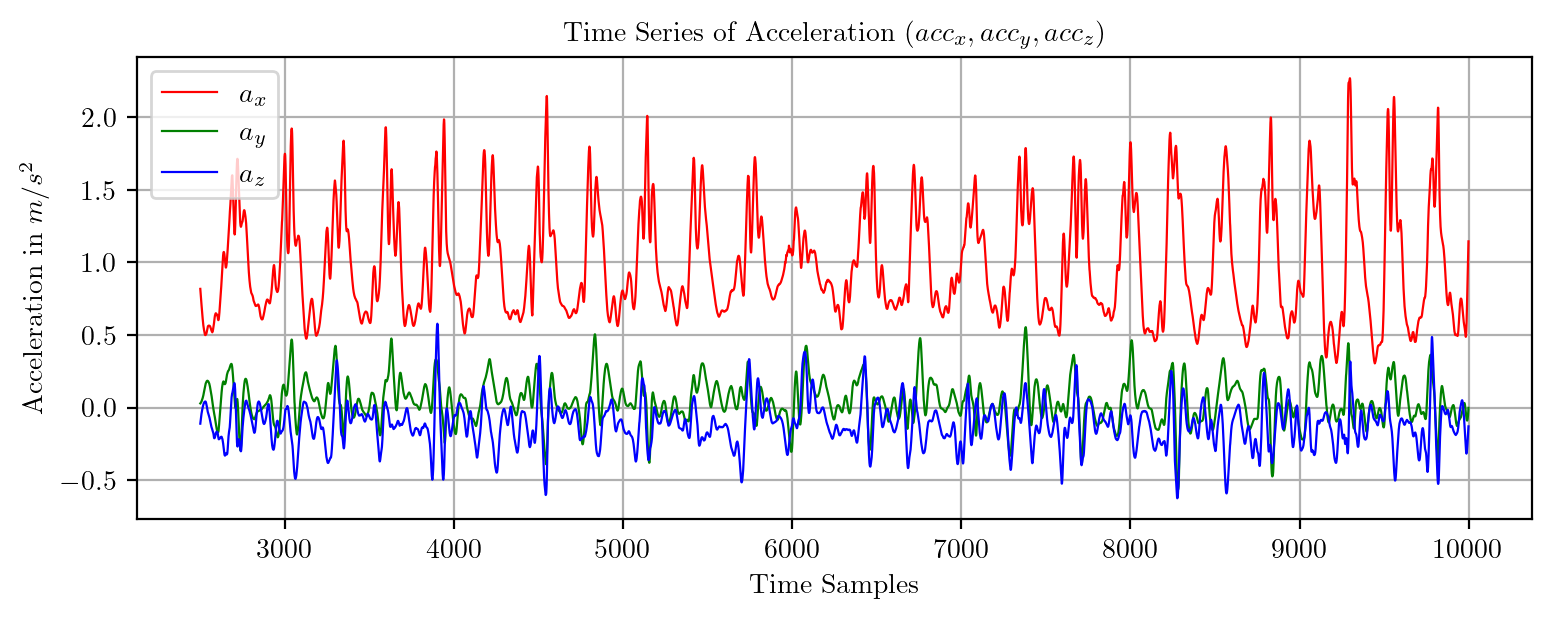 Time Series of Acceleration (acc_x, acc_y, acc_z)
a_x
a_y
a_z
Acceleration in m/s^2
2.0
1.5
1.0
0.5
0.0
−0.5
3000 4000 5000 6000 7000 8000 9000 10000
Time Samples